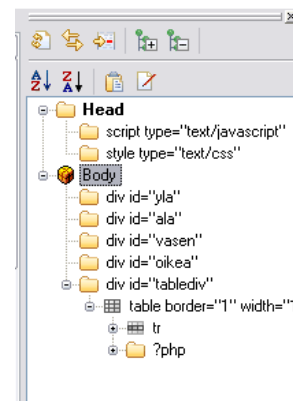 Head
script type="text/javascript"
style type="text/css"
Body
div id="yla"
div id="ala"
div id="vasen"
div id="oikea"
div id="tablediv"
table border="1" width="
tr
?php